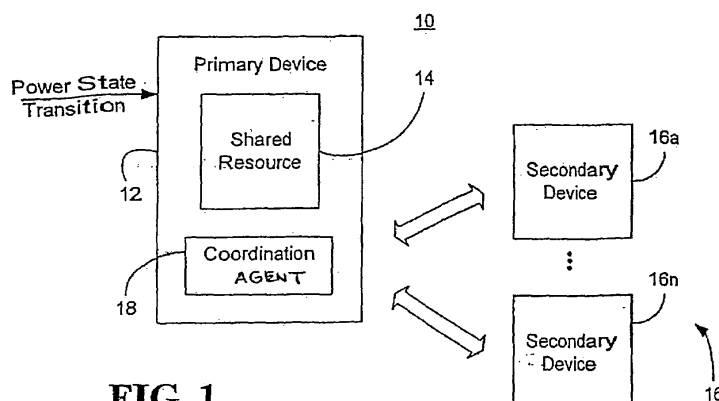 10
Primary Device
14
Power State
Transition
Shared
Resource
16a
Secondary
Device
12
Coordination
AGENT
18
16n
Secondary
Device
16
FIG. 1